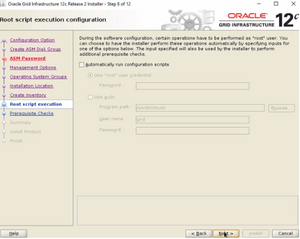 Oracle Grid Infrastructure 12c Release 2 Installer - Step 8 of 12
Root script execution configuration
ORACLE
GRID INFRASTRUCTURE
12c
Configuration Option
Create ASM Disk Group
ASM Password
Management Options
Operating System Groups
Installation Location
Create Inventory
Root script execution
Prerequisite Checks
Summary
Install Product
Finish
During the software configuration, certain operations have to be performed as "root" user. You
can choose to have the installer perform these operations automatically by specifying inputs for
one of the options below. The input specified will also be used by the installer to perform
additional prerequisite checks.
Automatically run configuration scripts
Use "root" user credential
Password :
Use sudo
Program path :
Browse...
User name :
grid
Password :
Help
< Back
Next >
Install
Cancel